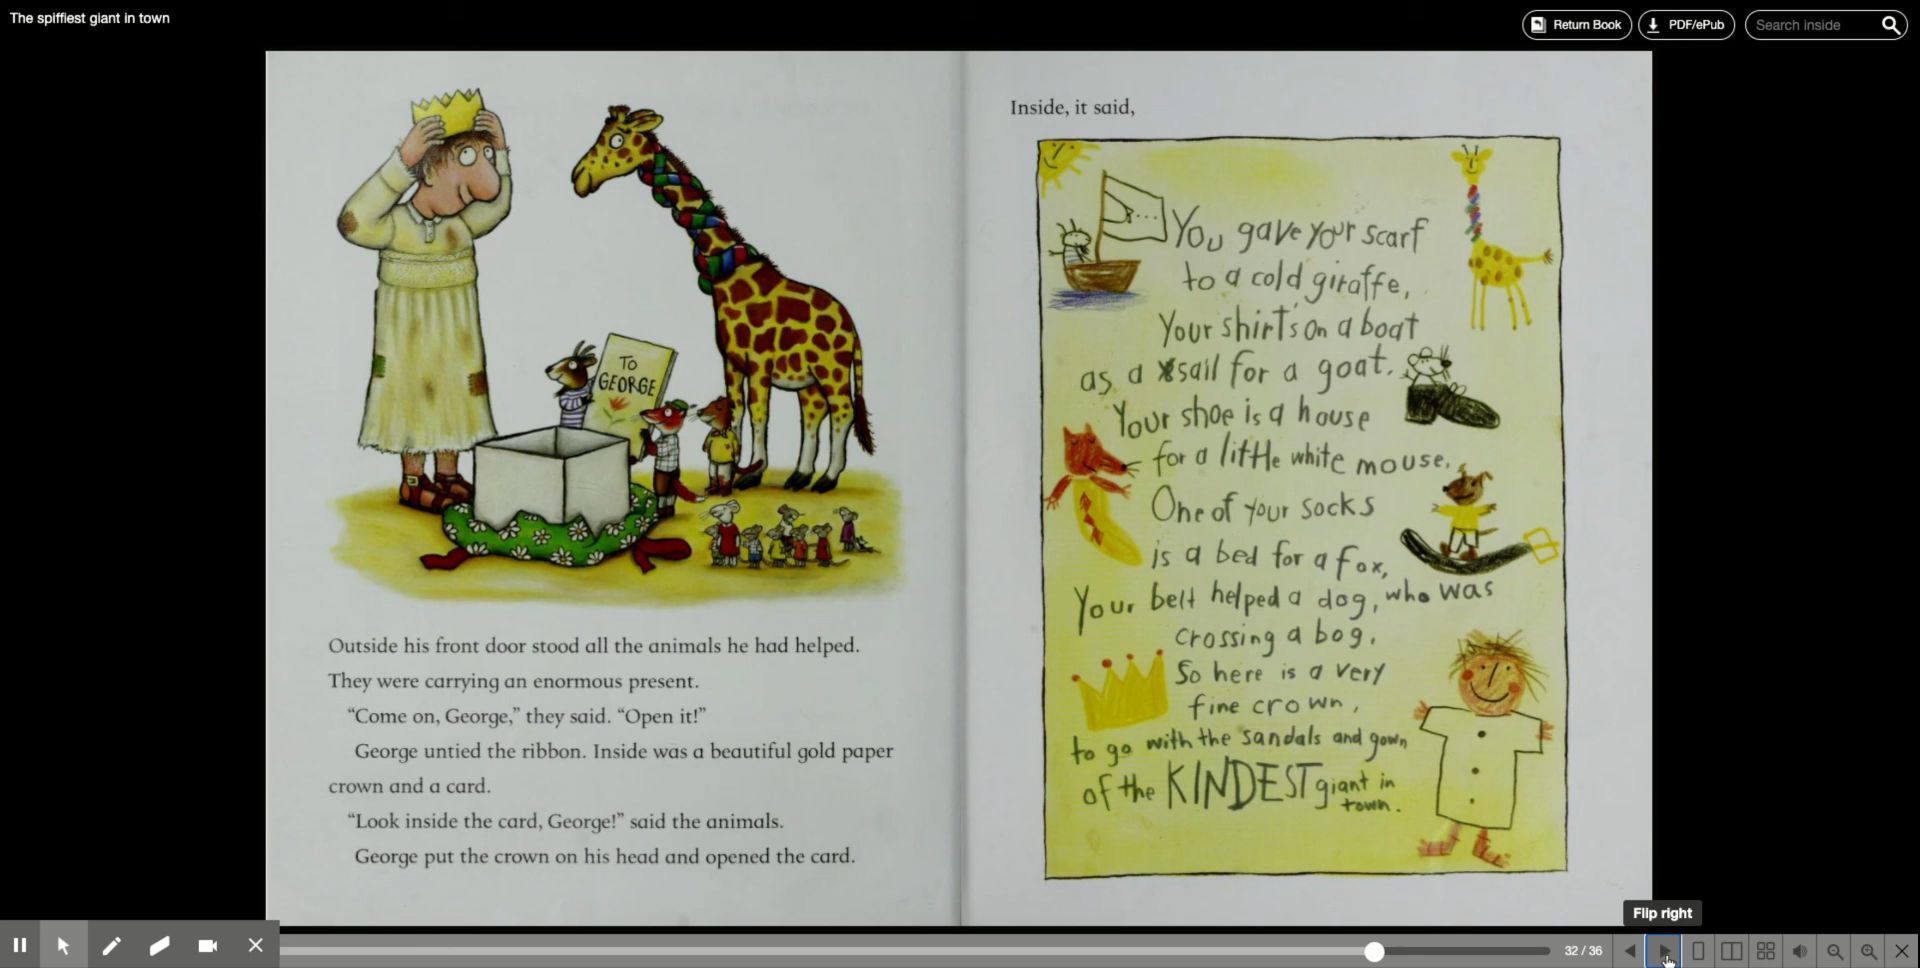 The spiffiest giant in town
Return Book
PDF/ePub
Search inside
TO
GEORGE
Outside his front door stood all the animals he had helped.
They were carrying an enormous present.
“Come on, George,” they said. “Open it!”
George untied the ribbon. Inside was a beautiful gold paper
crown and a card.
“Look inside the card, George!” said the animals.
George put the crown on his head and opened the card.
Inside, it said,
You gave your scarf
to a cold giraffe,
Your shirt's on a boat
as a sail for a goat.
Your shoe is a house
for a little white mouse.
One of your socks
is a bed for a fox,
Your belt helped a dog, who was
crossing a bog.
So here is a very
fine crown,
to go with the sandals and gown
of the KINDEST giant in
town.
Flip right
32 / 36